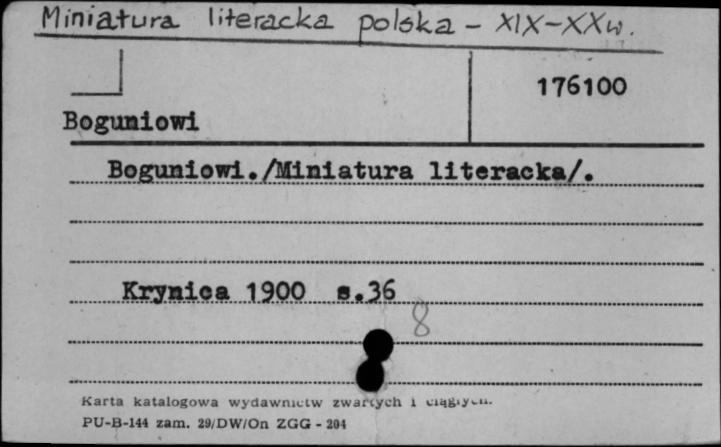 Miniatura literacka polska - XIX-XXw.
176100
Boguniowi
Boguniowi./Miniatura literacka/.
Krynica 1900 s.36
8
Karta katalogowa wydawnictw zwartych i ciągłych.
PU-B-144 zam. 29/DW/On ZGG - 204